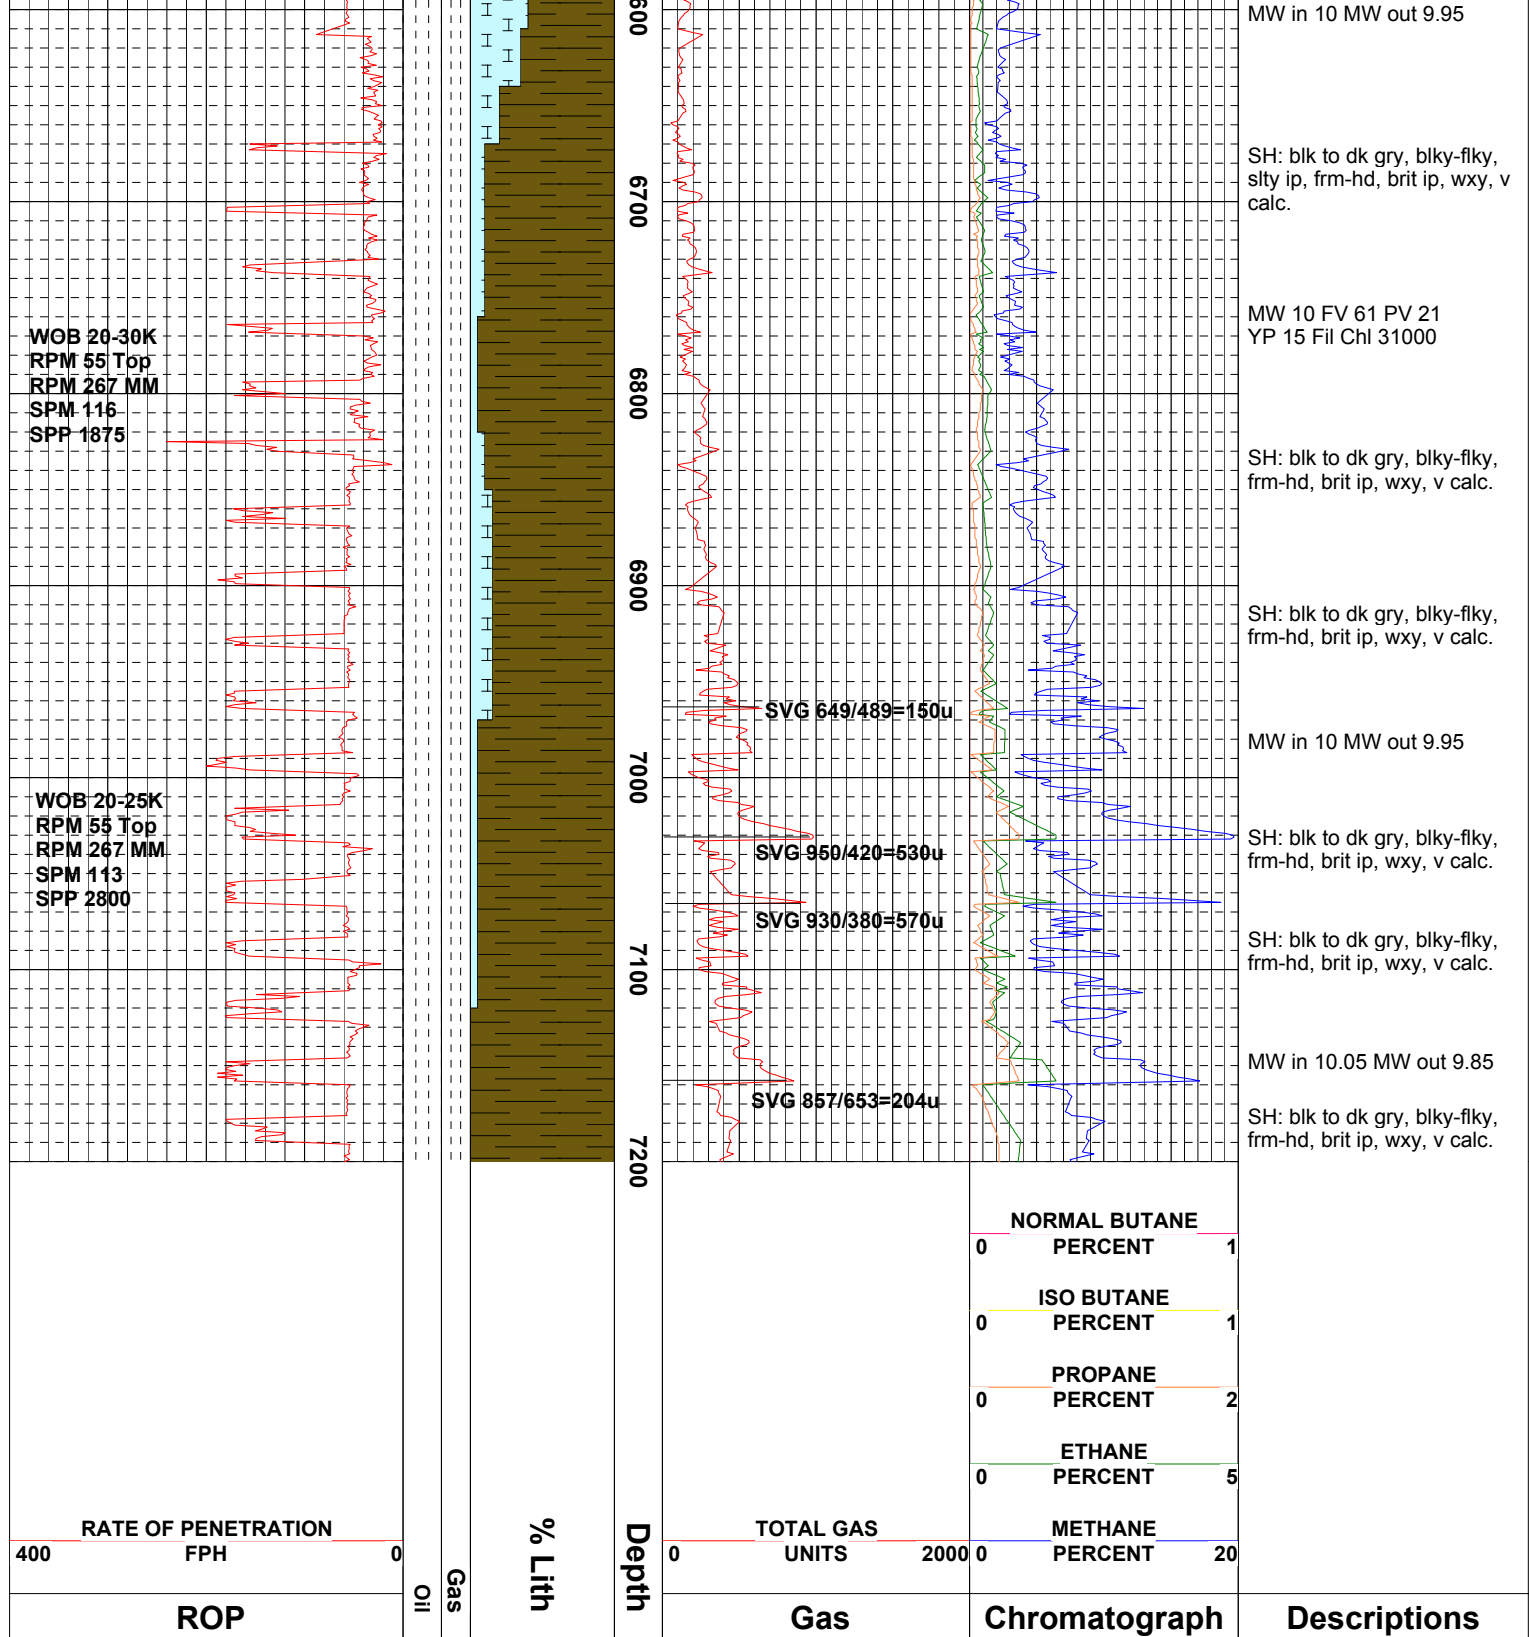 600
MW in 10 MW out 9.95
SH: blk to dk gry, blky-flky,
slty ip, frm-hd, brit ip, wxy, v
calc.
6700
MW 10 FV 61 PV 21
YP 15 Fil Chl 31000
WOB 20-30K
RPM 55 Top
RPM 267 MM
SPM 116
SPP 1875
6800
SH: blk to dk gry, blky-flky,
frm-hd, brit ip, wxy, v calc.
6900
SH: blk to dk gry, blky-flky,
frm-hd, brit ip, wxy, v calc.
SVG 649/489=150u
MW in 10 MW out 9.95
7000
WOB 20-25K
RPM 55 Top
RPM 267 MM
SPM 113
SPP 2800
SVG 950/420=530u
SH: blk to dk gry, blky-flky,
frm-hd, brit ip, wxy, v calc.
SVG 930/380=570u
SH: blk to dk gry, blky-flky,
frm-hd, brit ip, wxy, v calc.
7100
MW in 10.05 MW out 9.85
SVG 857/653=204u
SH: blk to dk gry, blky-flky,
frm-hd, brit ip, wxy, v calc.
7200
NORMAL BUTANE
0 PERCENT 1
ISO BUTANE
0 PERCENT 1
PROPANE
0 PERCENT 2
ETHANE
0 PERCENT 5
RATE OF PENETRATION
400 FPH 0
TOTAL GAS
0 UNITS 2000
METHANE
0 PERCENT 20
ROP
Oil
Gas
% Lith
Depth
Gas
Chromatograph
Descriptions